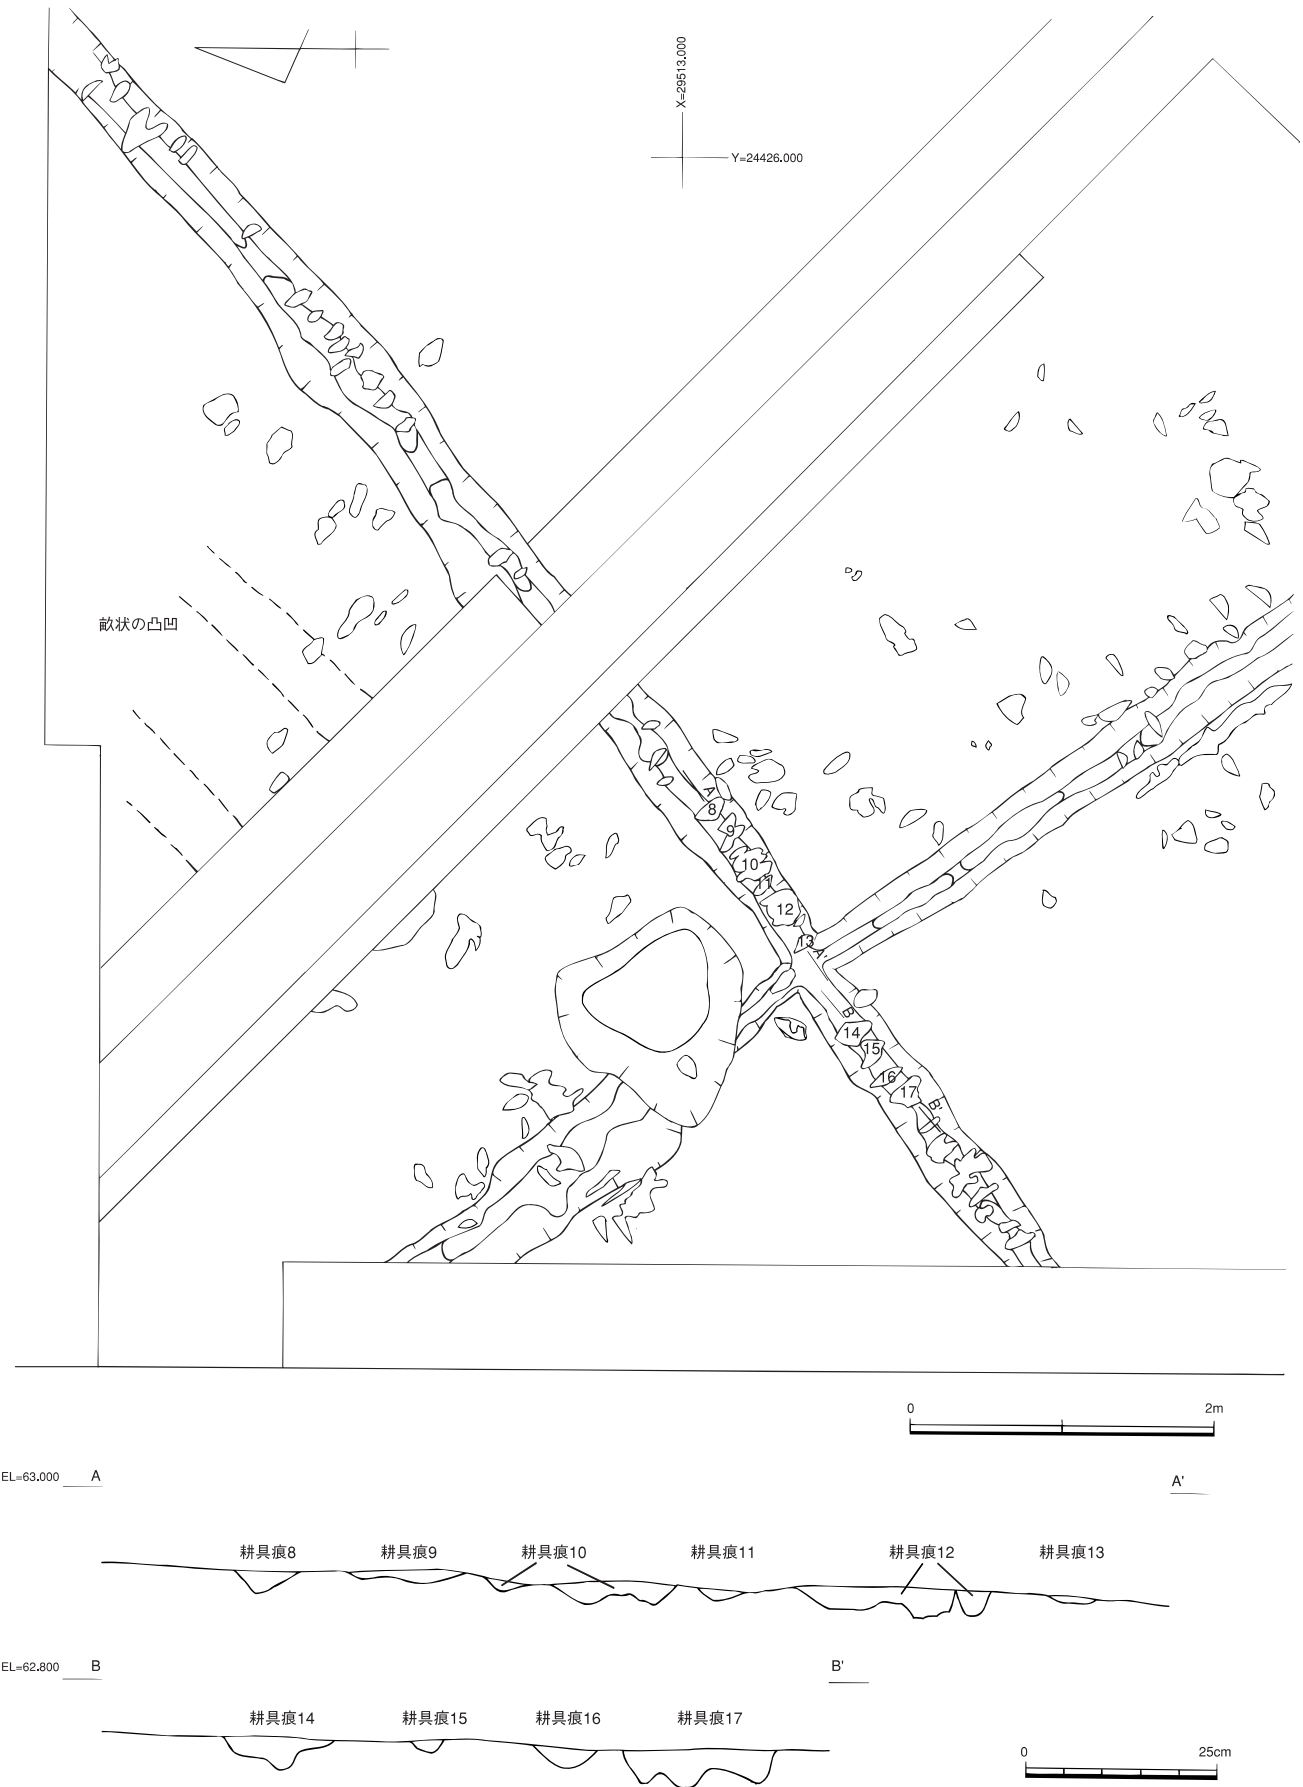 X=29513.000
Y=24426.000
畝状の凸凹
A
8
9
10
11
12
13
A'
B
14
15
16
17
B'
0 2m
EL=63.000 A A'
耕具痕8 耕具痕9 耕具痕10 耕具痕11 耕具痕12 耕具痕13
EL=62.800 B B'
耕具痕14 耕具痕15 耕具痕16 耕具痕17
0 25cm